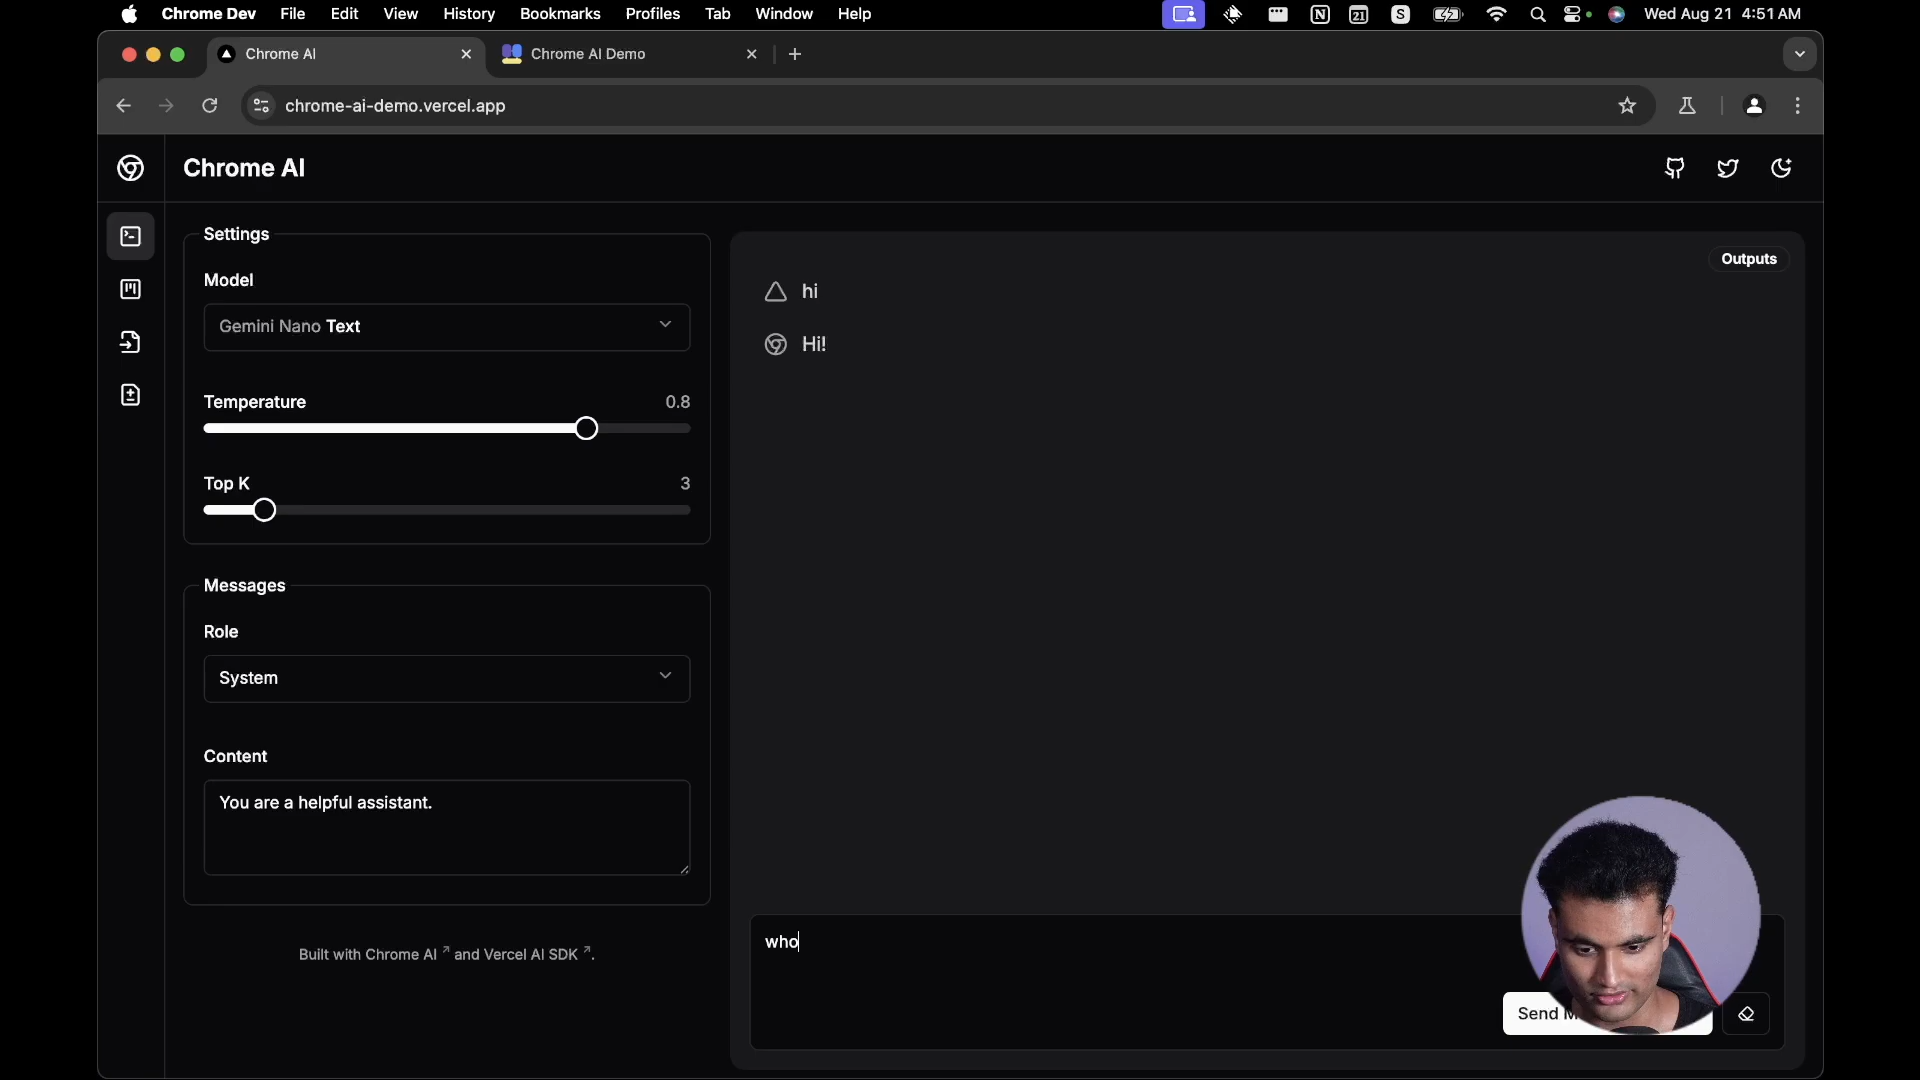 Chrome Dev File Edit View History Bookmarks Profiles Tab Window Help
N 21 S Wed Aug 21 4:51 AM
Chrome AI Chrome AI Demo
chrome-ai-demo.vercel.app
Chrome AI
Settings
Model
Gemini Nano Text
Temperature 0.8
Top K 3
Messages
Role
System
Content
You are a helpful assistant.
Built with Chrome AI ↗ and Vercel AI SDK ↗.
Outputs
hi
Hi!
who
Send